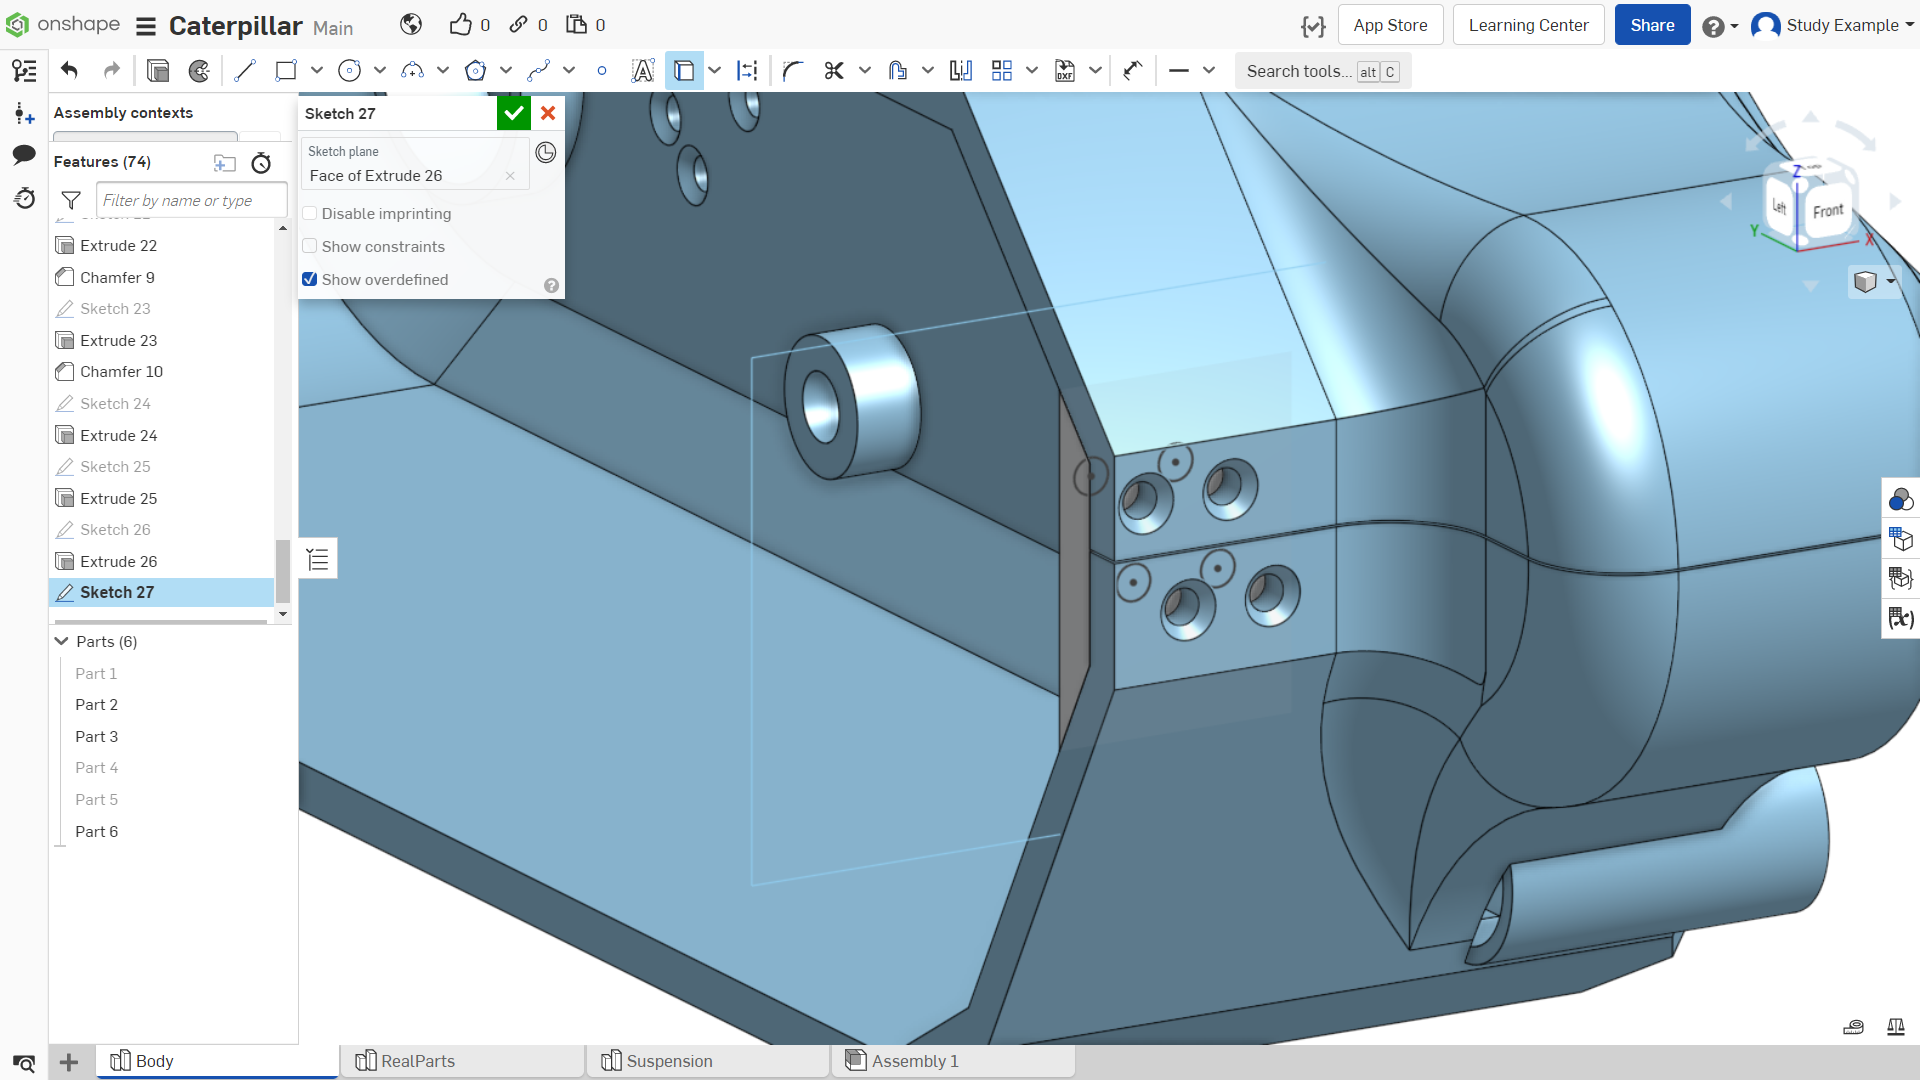 onshape
Caterpillar Main
0
0
0
App Store
Learning Center
Share
Study Example
Search tools... alt C
Assembly contexts
Features (74)
Filter by name or type
Extrude 22
Chamfer 9
Sketch 23
Extrude 23
Chamfer 10
Sketch 24
Extrude 24
Sketch 25
Extrude 25
Sketch 26
Extrude 26
Sketch 27
Parts (6)
Part 1
Part 2
Part 3
Part 4
Part 5
Part 6
Sketch 27
Sketch plane
Face of Extrude 26
Disable imprinting
Show constraints
Show overdefined
Z
Left
Front
Y
X
Body
RealParts
Suspension
Assembly 1